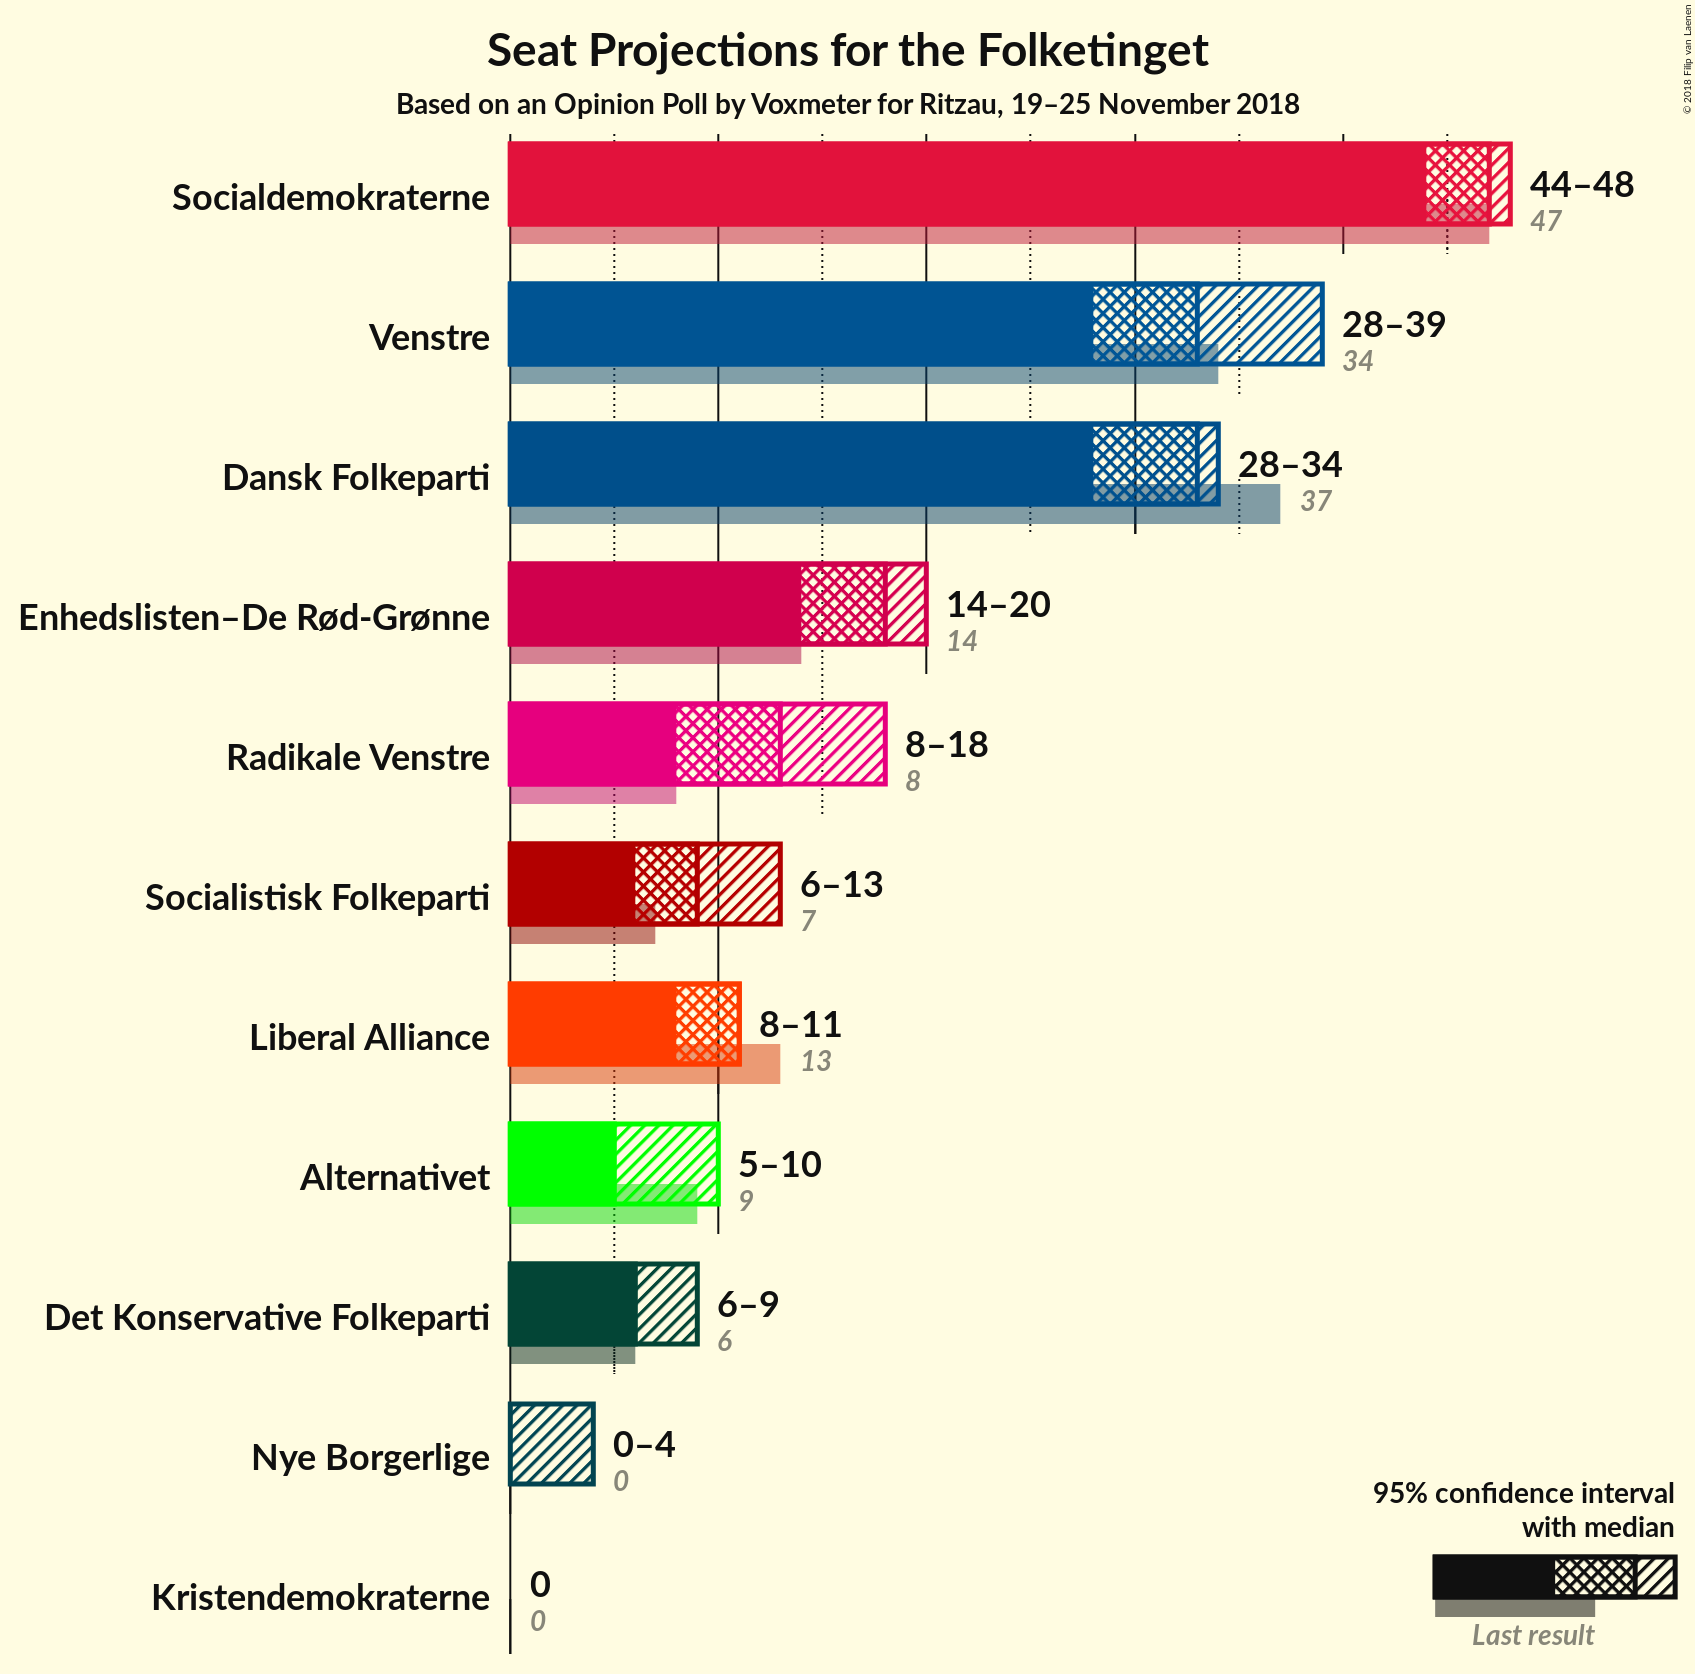 Seat Projections for the Folketinget
Based on an Opinion Poll by Voxmeter for Ritzau, 19–25 November 2018
© 2018 Filip van Laenen
Socialdemokraterne
44–48
47
Venstre
28–39
34
Dansk Folkeparti
28–34
37
Enhedslisten–De Rød-Grønne
14–20
14
Radikale Venstre
8–18
8
Socialistisk Folkeparti
6–13
7
Liberal Alliance
8–11
13
Alternativet
5–10
9
Det Konservative Folkeparti
6–9
6
Nye Borgerlige
0–4
0
Kristendemokraterne
0
0
95% confidence interval
with median
Last result